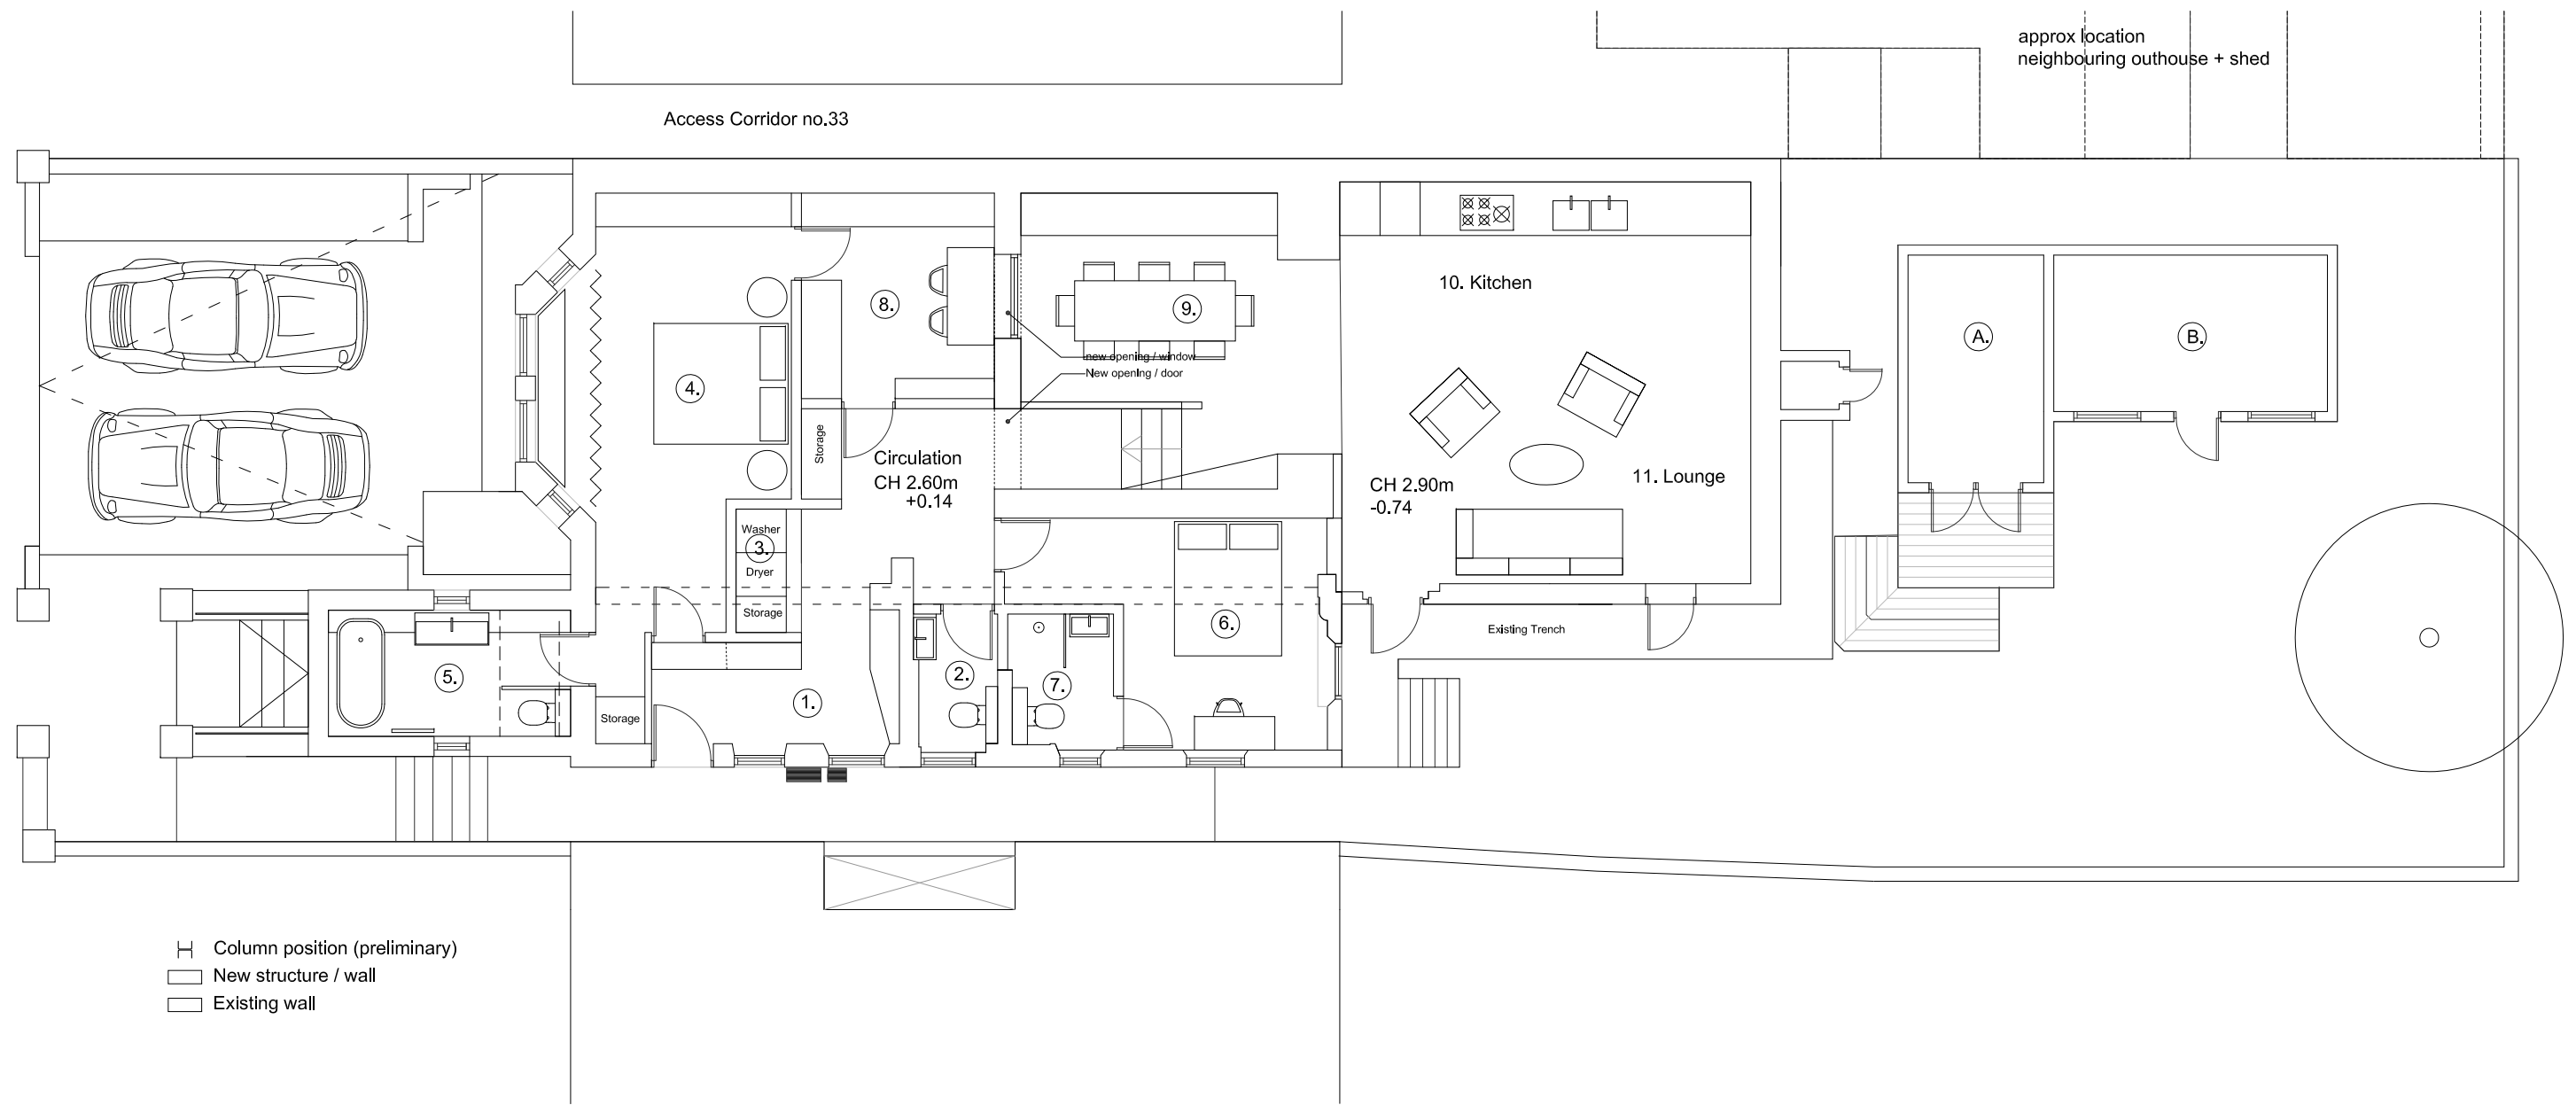 approx location
neighbouring outhouse + shed
Access Corridor no.33
10. Kitchen
8.
9.
A.
B.
new opening / window
New opening / door
4.
Storage
Circulation
CH 2.60m
+0.14
11. Lounge
CH 2.90m
-0.74
Washer
3.
Dryer
Storage
6.
Existing Trench
5.
2.
7.
1.
Storage
Column position (preliminary)
New structure / wall
Existing wall